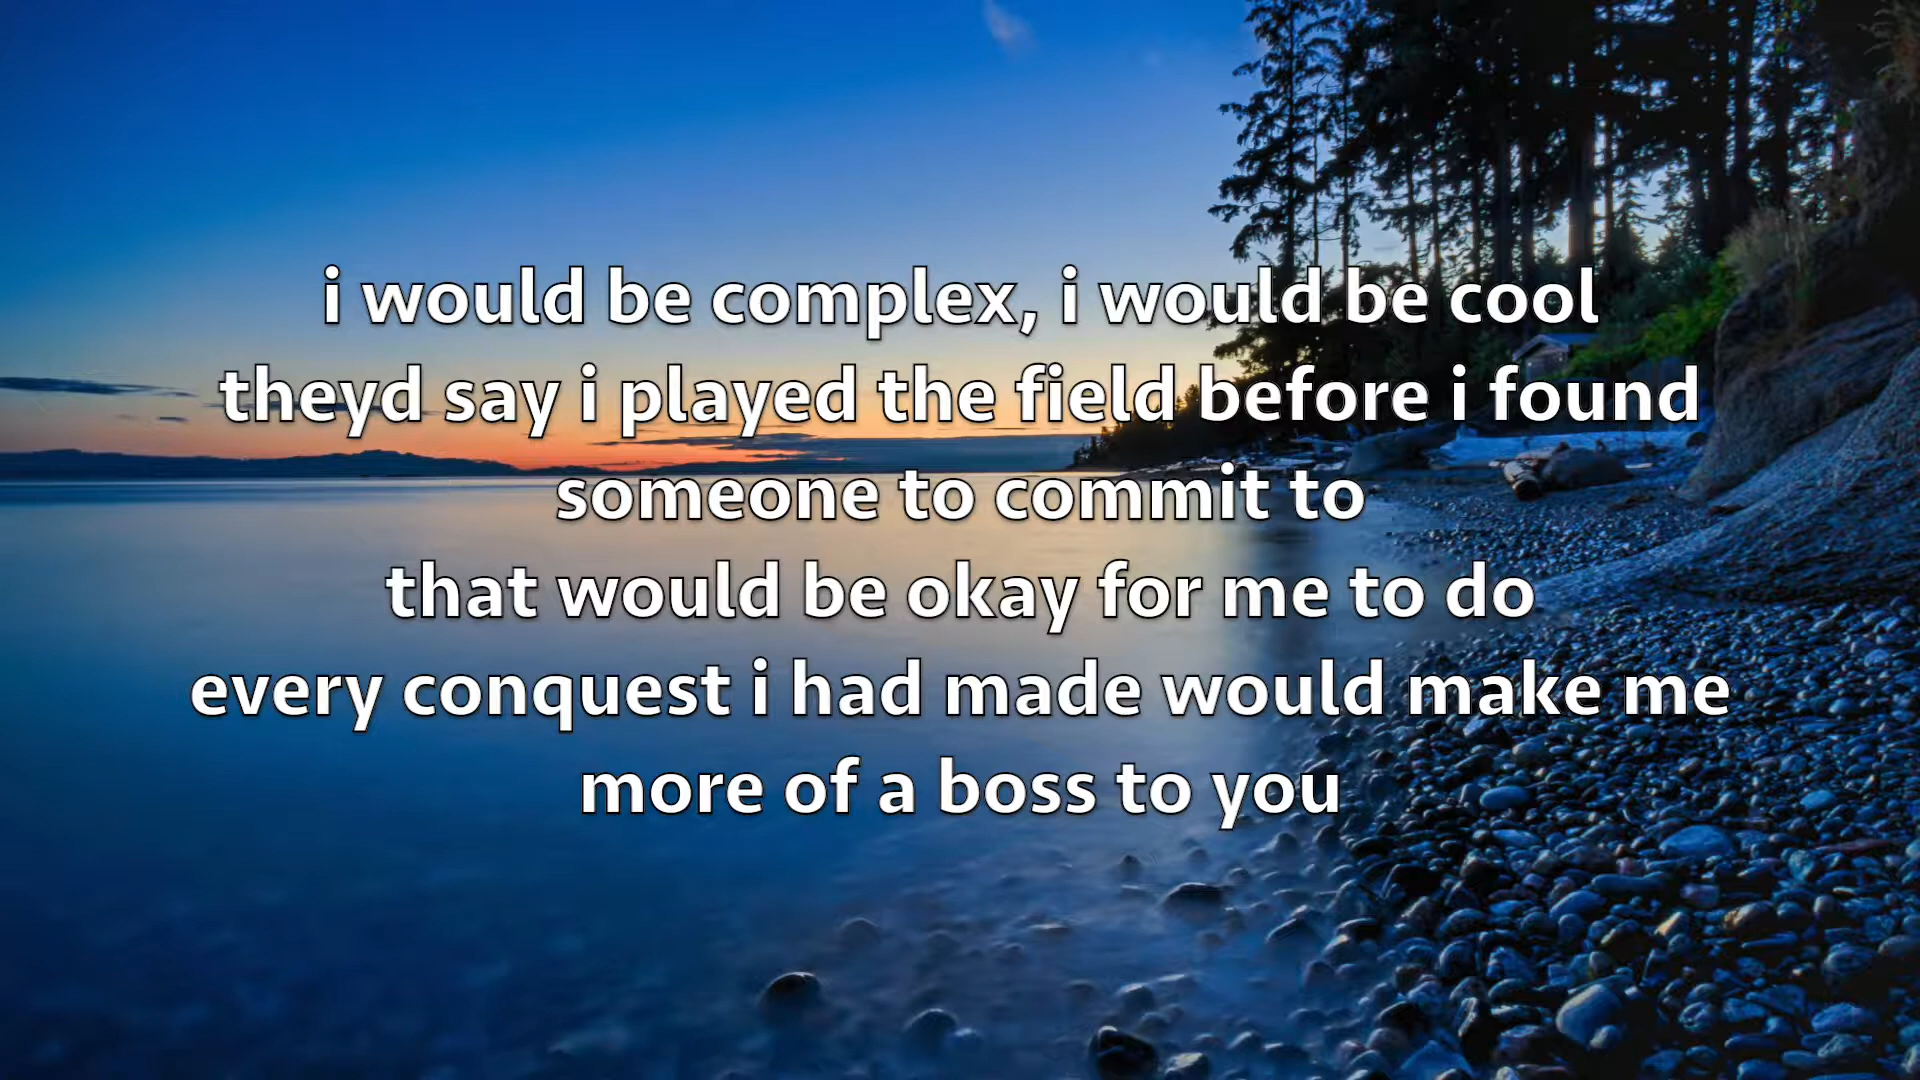 i would be complex, i would be cool
theyd say i played the field before i found
someone to commit to
that would be okay for me to do
every conquest i had made would make me
more of a boss to you